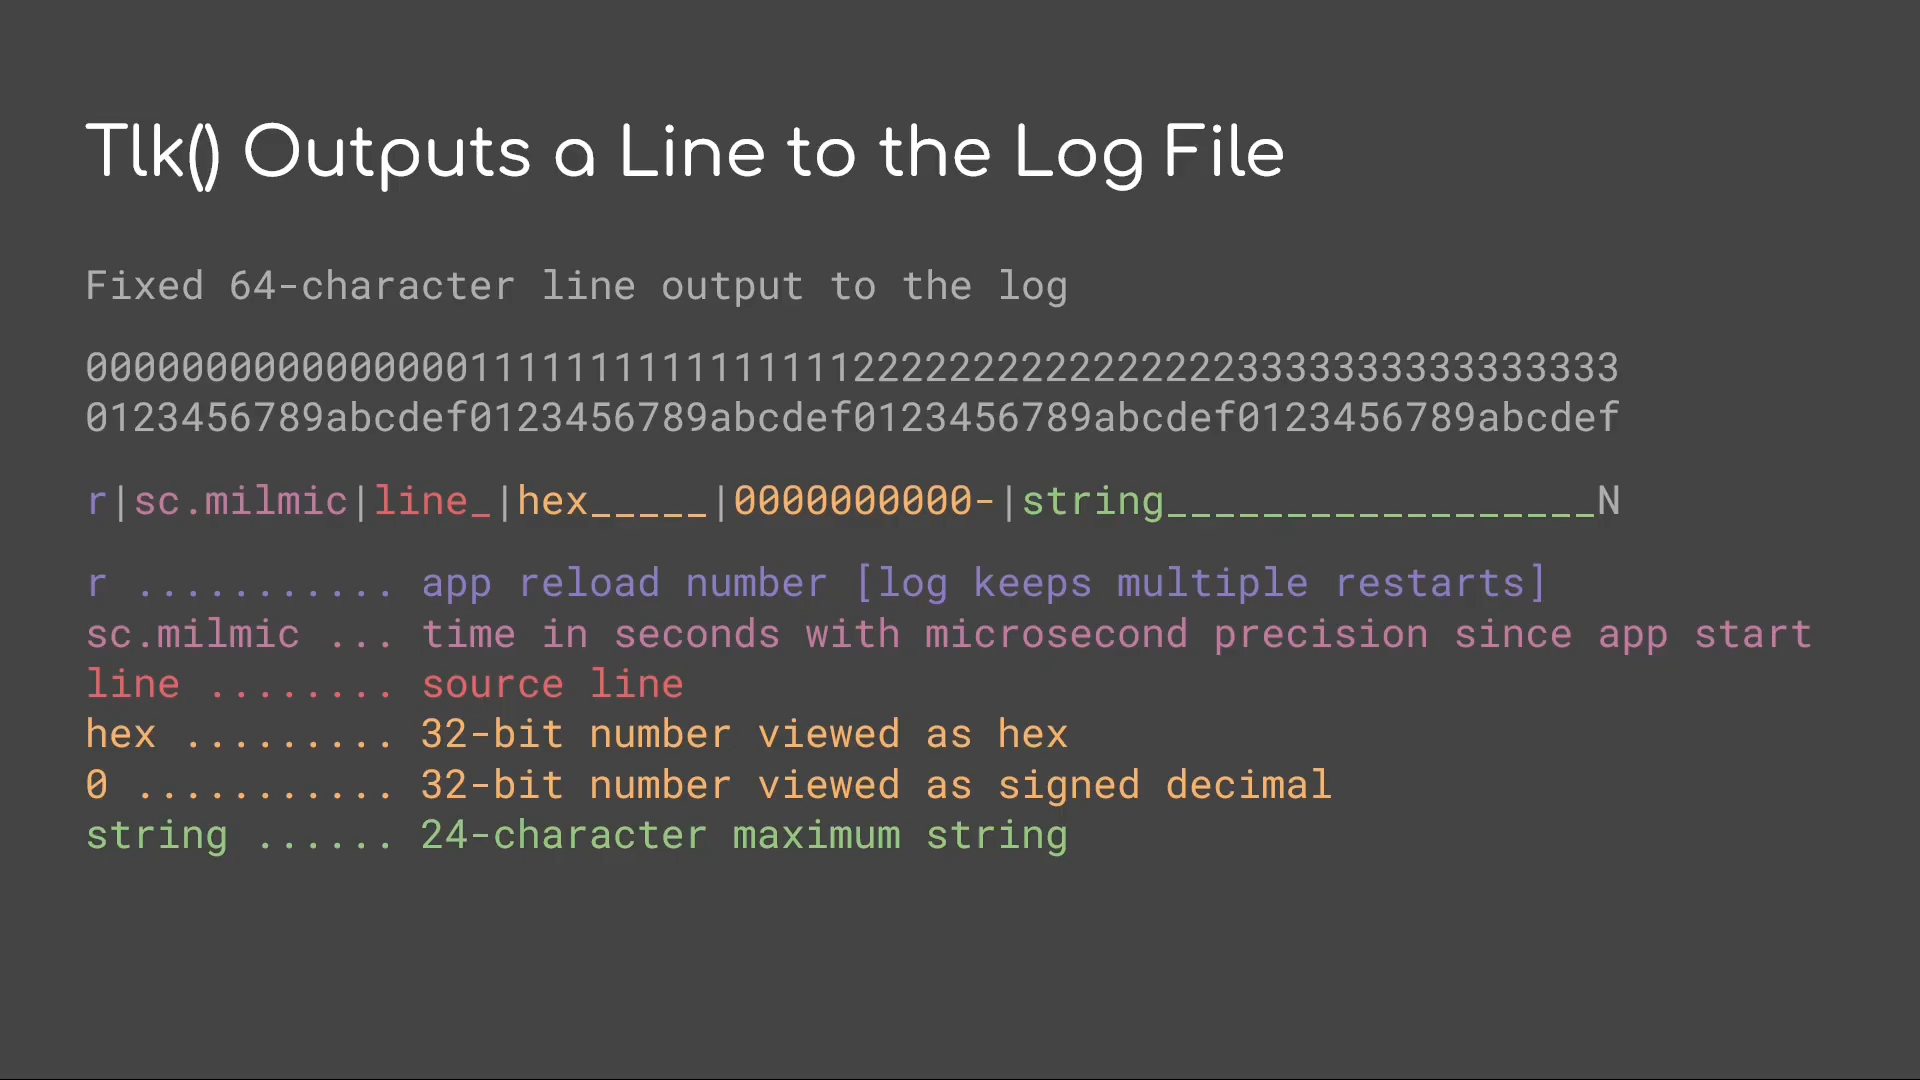 Tlk() Outputs a Line to the Log File
Fixed 64-character line output to the log
0000000000000000111111111111111122222222222222223333333333333333
0123456789abcdef0123456789abcdef0123456789abcdef0123456789abcdef
r|sc.milmic|line_|hex_____|0000000000-|string__________________N
r ........... app reload number [log keeps multiple restarts]
sc.milmic ... time in seconds with microsecond precision since app start
line ........ source line
hex ......... 32-bit number viewed as hex
0 ........... 32-bit number viewed as signed decimal
string ...... 24-character maximum string